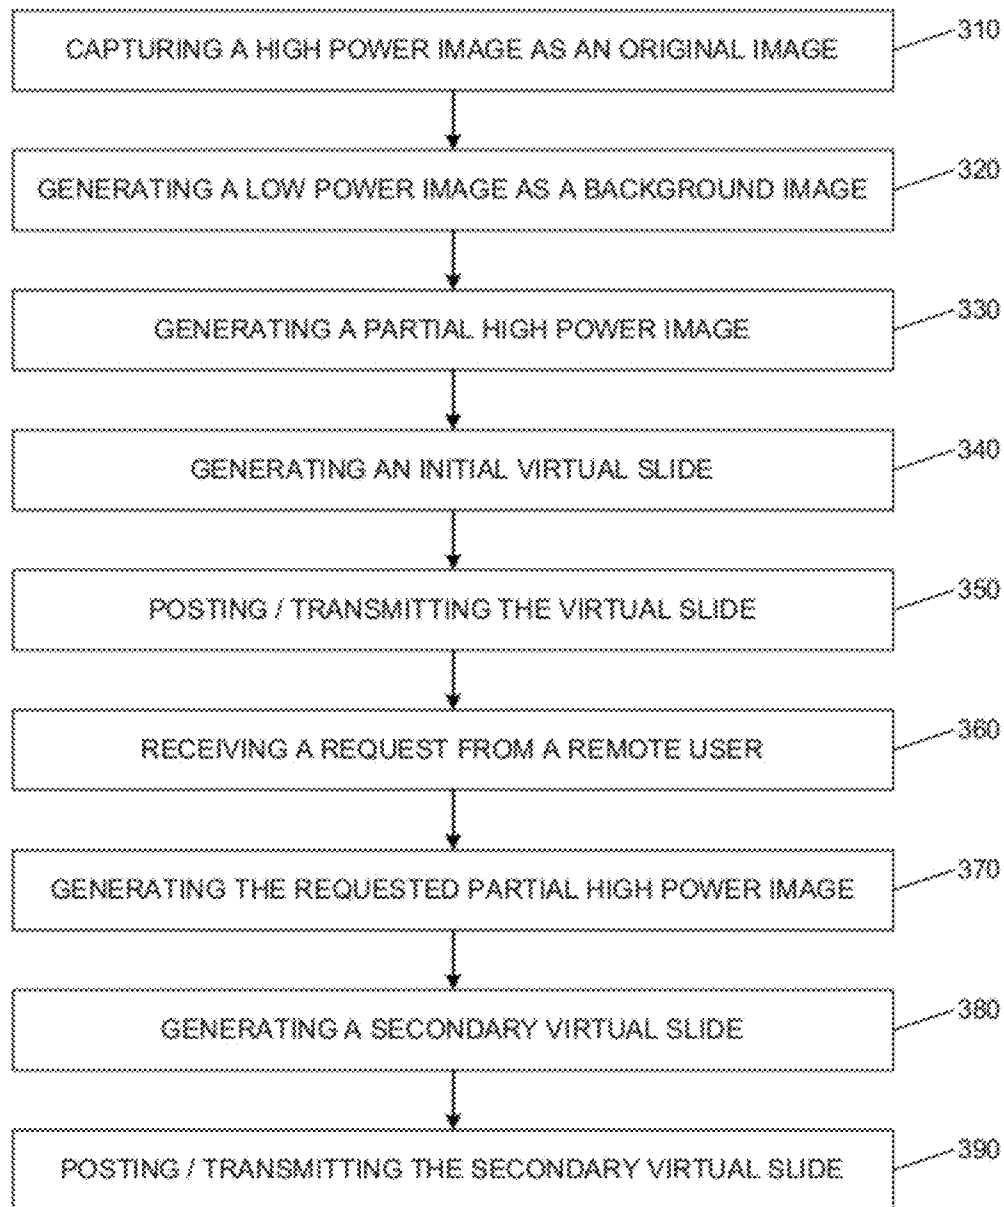 CAPTURING A HIGH POWER IMAGE AS AN ORIGINAL IMAGE
310
GENERATING A LOW POWER IMAGE AS A BACKGROUND IMAGE
320
GENERATING A PARTIAL HIGH POWER IMAGE
330
GENERATING AN INITIAL VIRTUAL SLIDE
340
POSTING / TRANSMITTING THE VIRTUAL SLIDE
350
RECEIVING A REQUEST FROM A REMOTE USER
360
GENERATING THE REQUESTED PARTIAL HIGH POWER IMAGE
370
GENERATING A SECONDARY VIRTUAL SLIDE
380
POSTING / TRANSMITTING THE SECONDARY VIRTUAL SLIDE
390